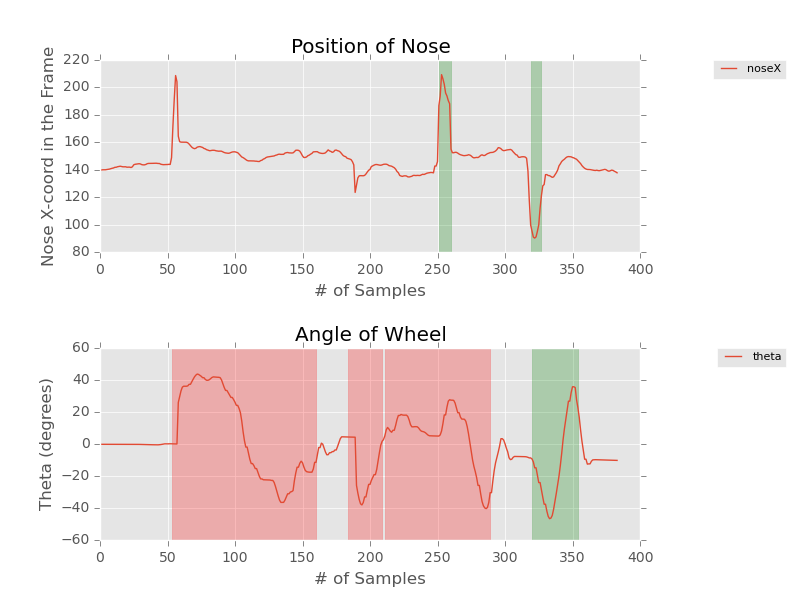 Position of Nose
Nose X-coord in the Frame
220
200
180
160
140
120
100
80
0 50 100 150 200 250 300 350 400
# of Samples
noseX
Angle of Wheel
Theta (degrees)
60
40
20
0
−20
−40
−60
0 50 100 150 200 250 300 350 400
# of Samples
theta